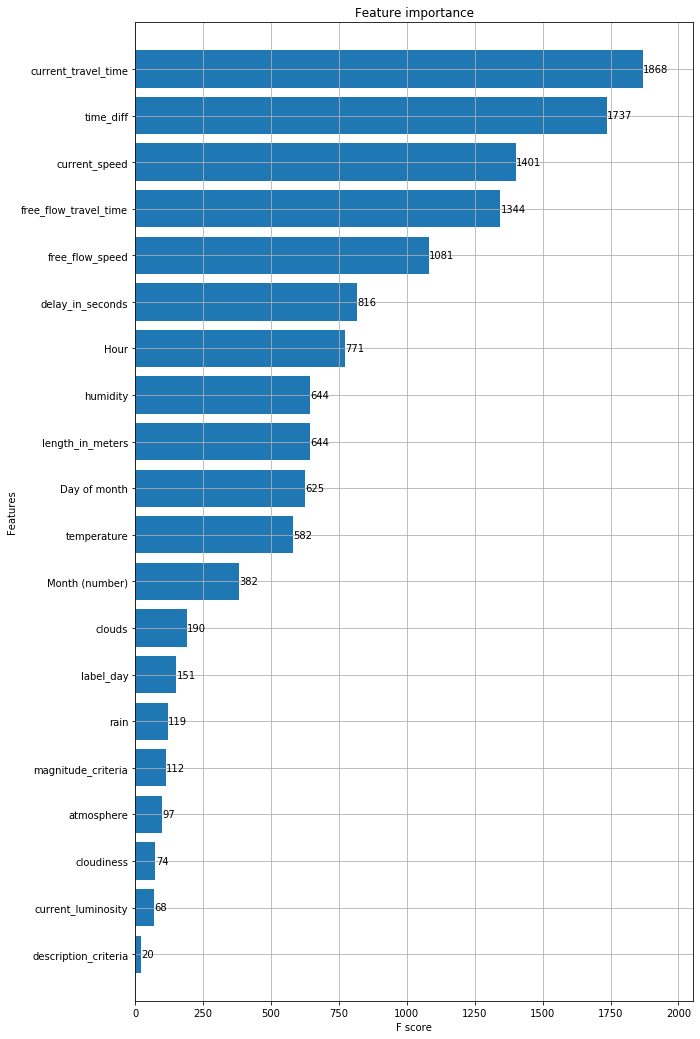 Feature importance
current_travel_time 1868
time_diff 1737
current_speed 1401
free_flow_travel_time 1344
free_flow_speed 1081
delay_in_seconds 816
Hour 771
humidity 644
length_in_meters 644
Day of month 625
temperature 582
Month (number) 382
clouds 190
label_day 151
rain 119
magnitude_criteria 112
atmosphere 97
cloudiness 74
current_luminosity 68
description_criteria 20
Features
0 250 500 750 1000 1250 1500 1750 2000
F score